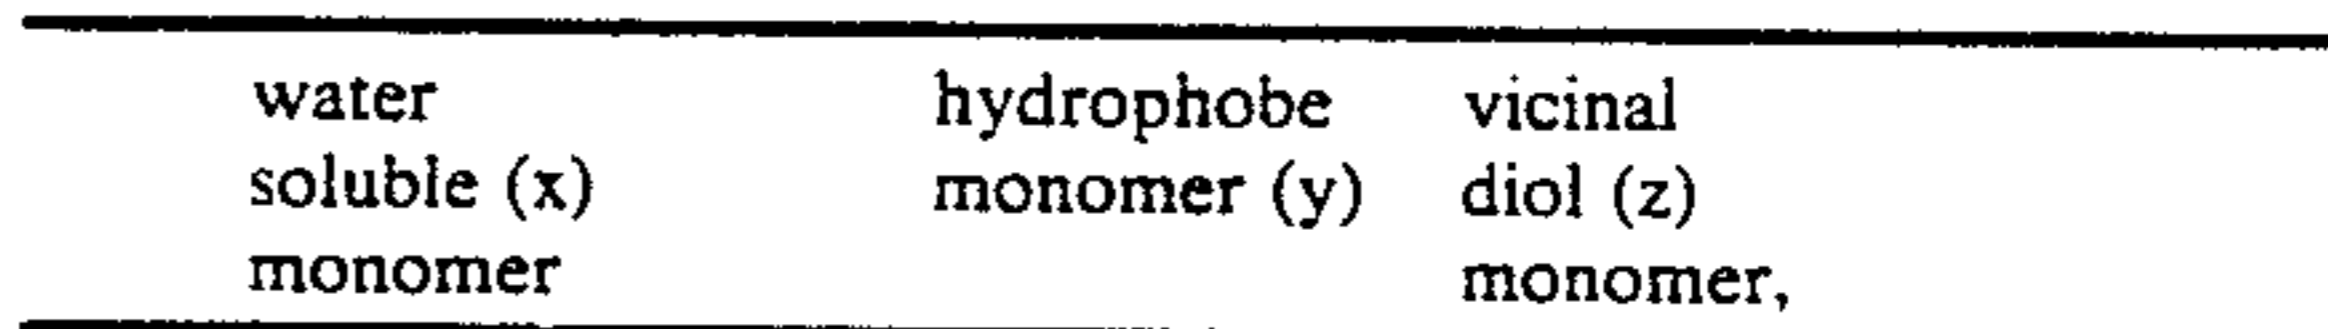 water hydrophobe vicinal
soluble (x) monomer (y) diol (z)
monomer monomer,